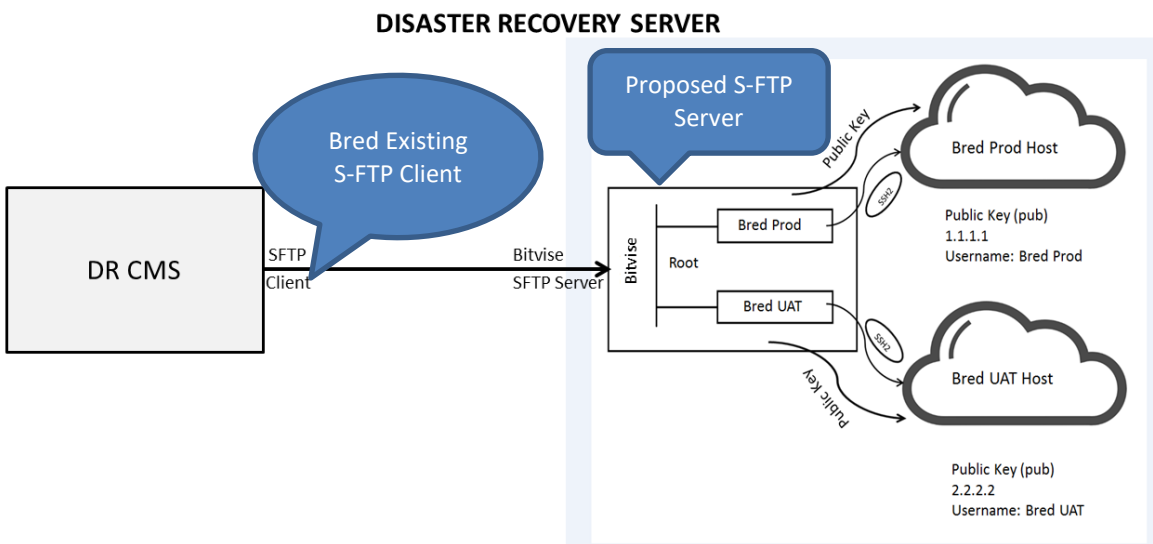 DISASTER RECOVERY SERVER
Bred Existing
S-FTP Client
Proposed S-FTP
Server
DR CMS
SFTP
Client
Bitvise
SFTP Server
Bitvise
Root
Bred Prod
Bred UAT
Public Key
SSH2
Bred Prod Host
Public Key (pub)
1.1.1.1
Username: Bred Prod
SSH2
Public Key
Bred UAT Host
Public Key (pub)
2.2.2.2
Username: Bred UAT